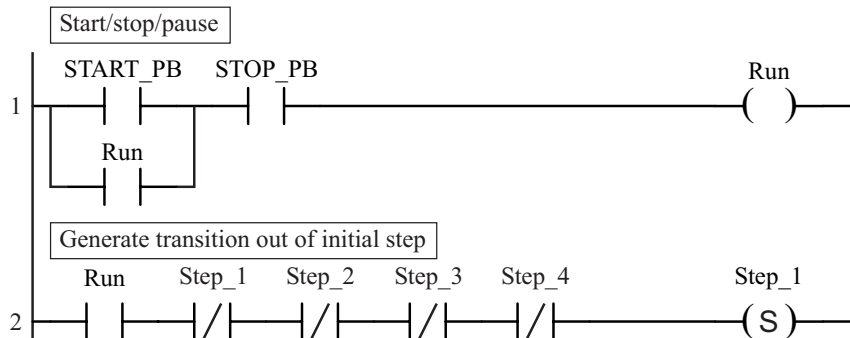 Start/stop/pause
START_PB STOP_PB Run
1
Run
Generate transition out of initial step
Run Step_1 Step_2 Step_3 Step_4 Step_1
2 S